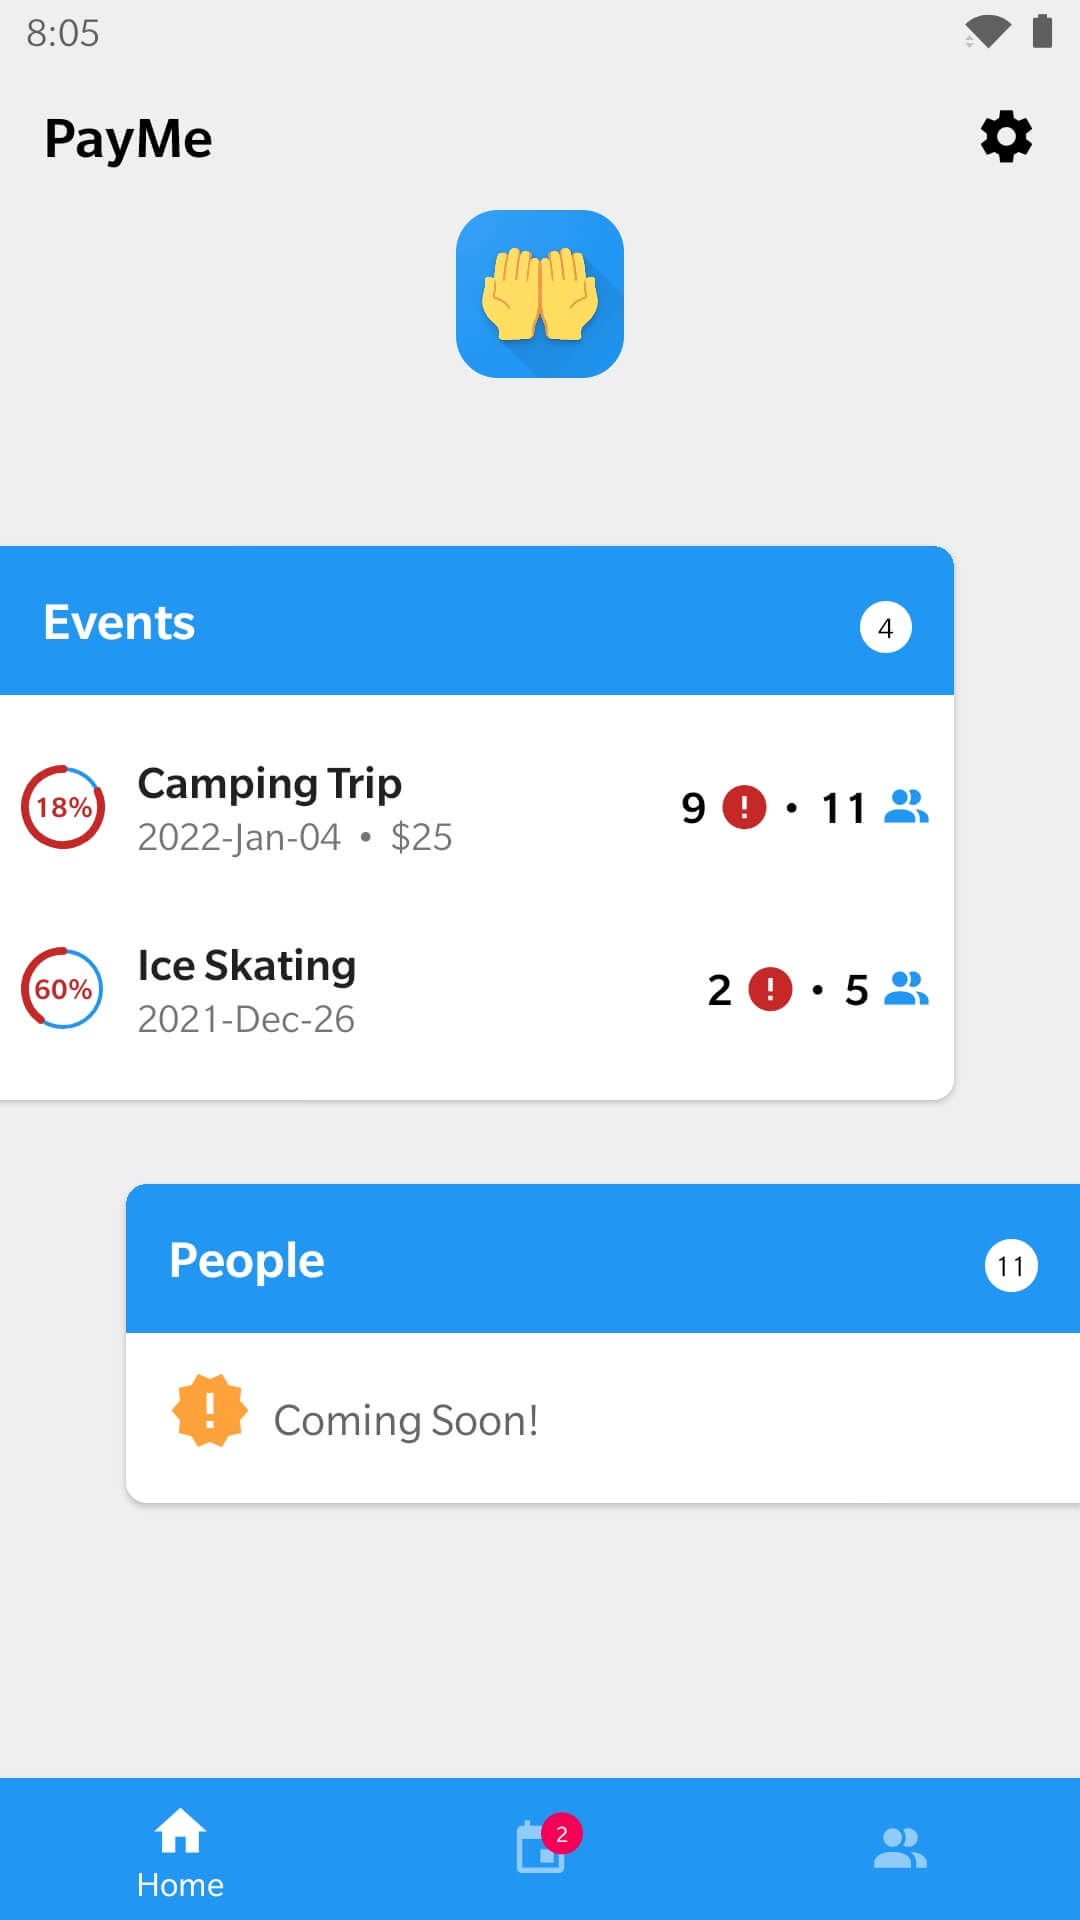 8:05
PayMe
Events
4
18%
Camping Trip
9 • 11
2022-Jan-04 • $25
60%
Ice Skating
2 • 5
2021-Dec-26
People
11
Coming Soon!
2
Home